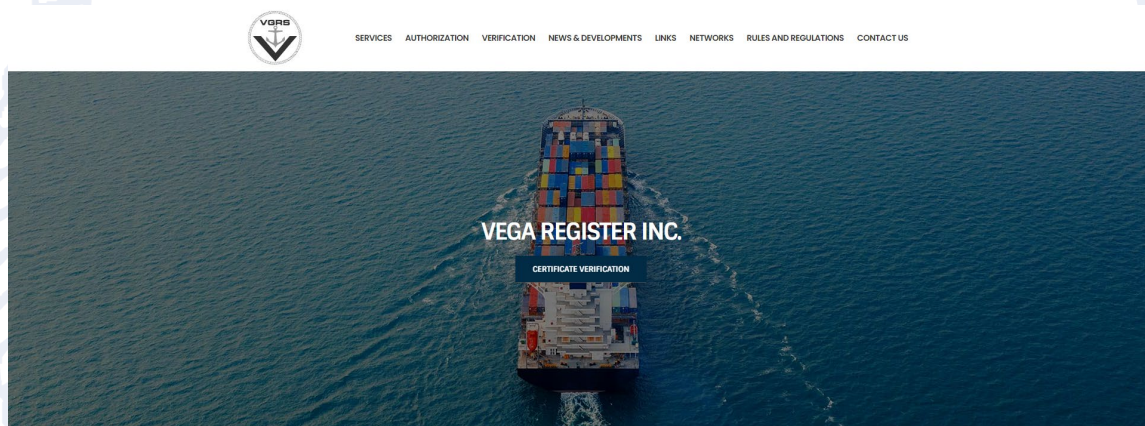 VGRS
SERVICES AUTHORIZATION VERIFICATION NEWS & DEVELOPMENTS LINKS NETWORKS RULES AND REGULATIONS CONTACT US
VEGA REGISTER INC.
CERTIFICATE VERIFICATION